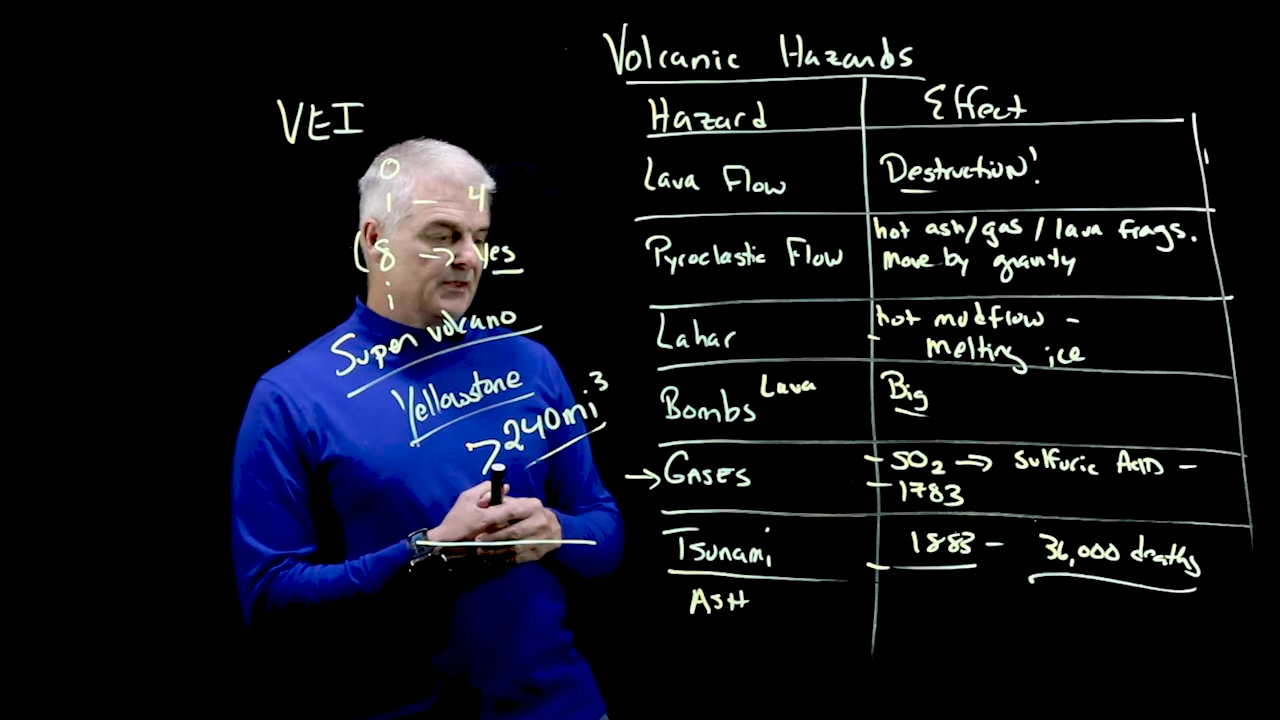 VEI
0
1 – 4
(8 → yes
i
Super volcano
Yellowstone
> 240mi³
Volcanic Hazards
Hazard Effect
Lava Flow Destruction!
Pyroclastic Flow hot ash/gas/lava frags.
move by gravity
Lahar hot mudflow -
melting ice
Bombs Lava Big
→ GASES - SO₂ → Sulfuric Acid -
- 1783
Tsunami - 1883 - 36,000 deaths
ASH